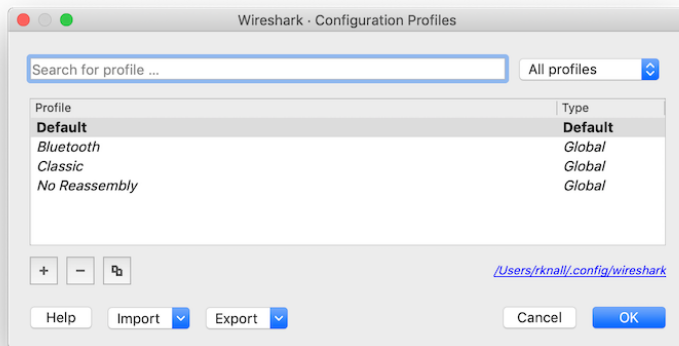 Wireshark · Configuration Profiles
Search for profile ...
All profiles
Profile Type
Default Default
Bluetooth Global
Classic Global
No Reassembly Global
+ −
/Users/rknall/.config/wireshark
Help Import Export Cancel OK